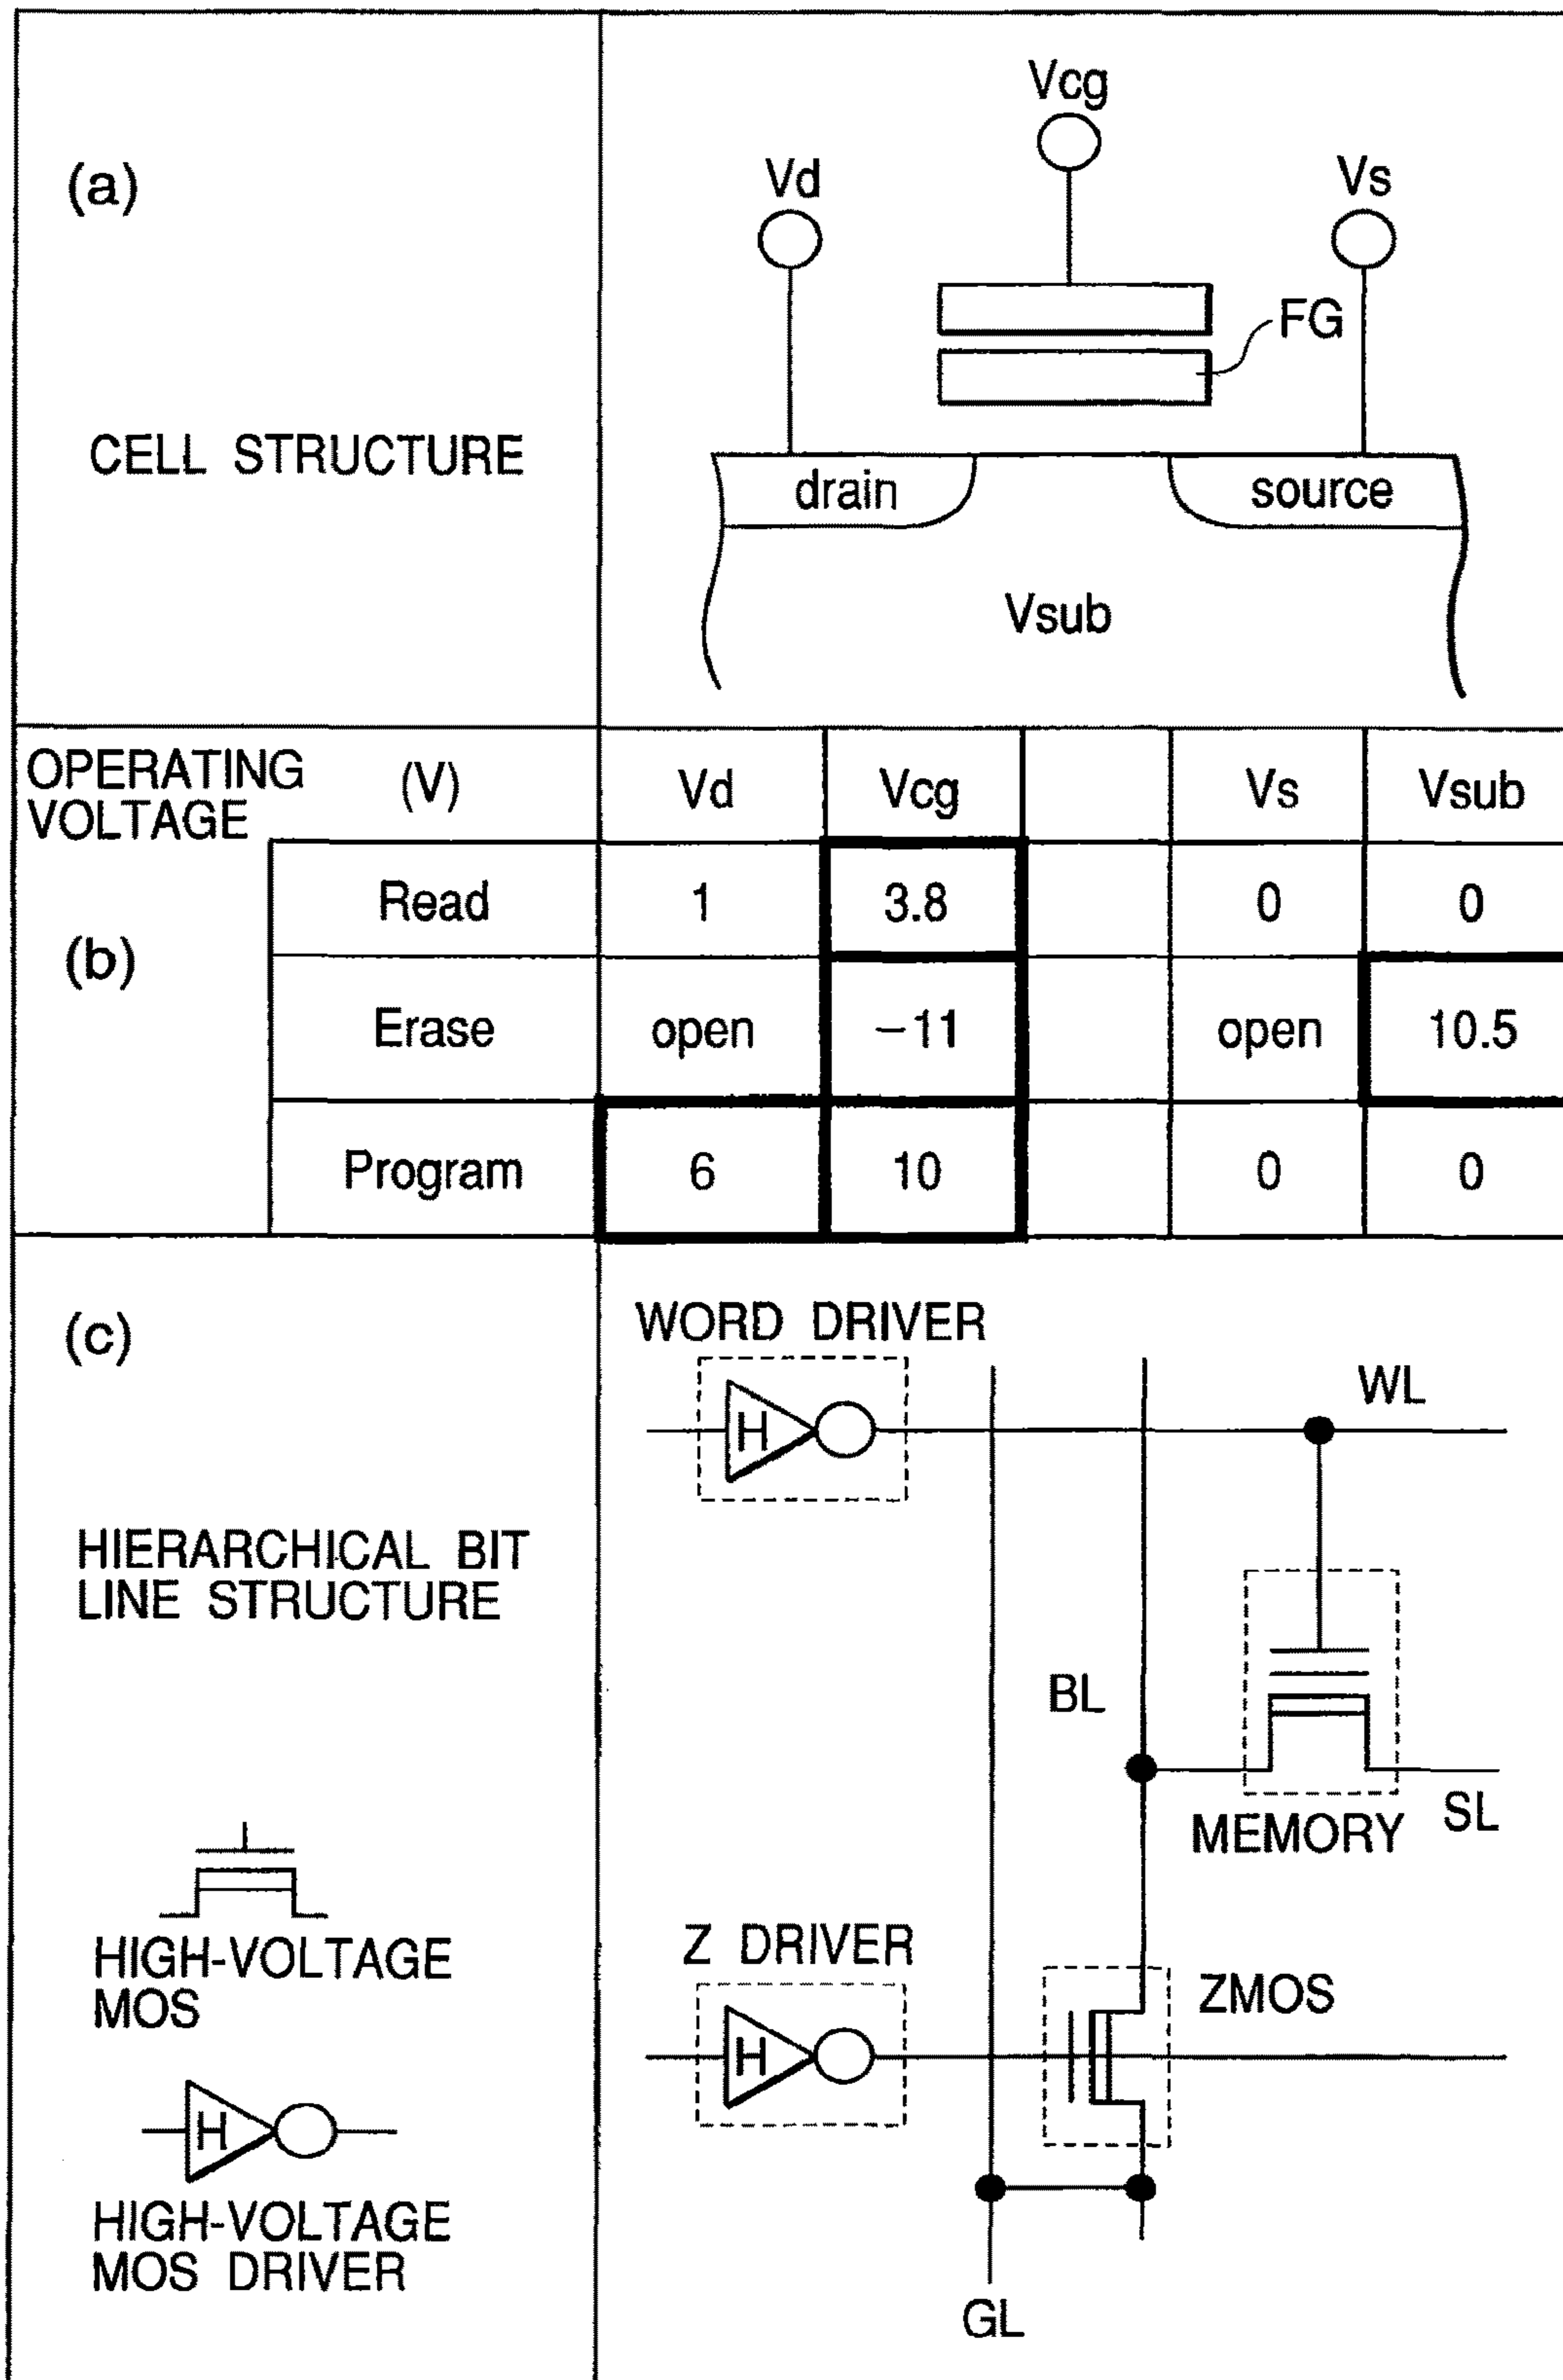 (a)
CELL STRUCTURE
Vcg
Vd
Vs
FG
drain
source
Vsub
OPERATING
VOLTAGE
(V)
Vd
Vcg
Vs
Vsub
(b)
Read
1
3.8
0
0
Erase
open
−11
open
10.5
Program
6
10
0
0
(c)
HIERARCHICAL BIT
LINE STRUCTURE
HIGH-VOLTAGE
MOS
H
HIGH-VOLTAGE
MOS DRIVER
WORD DRIVER
H
WL
BL
MEMORY
SL
Z DRIVER
H
ZMOS
GL